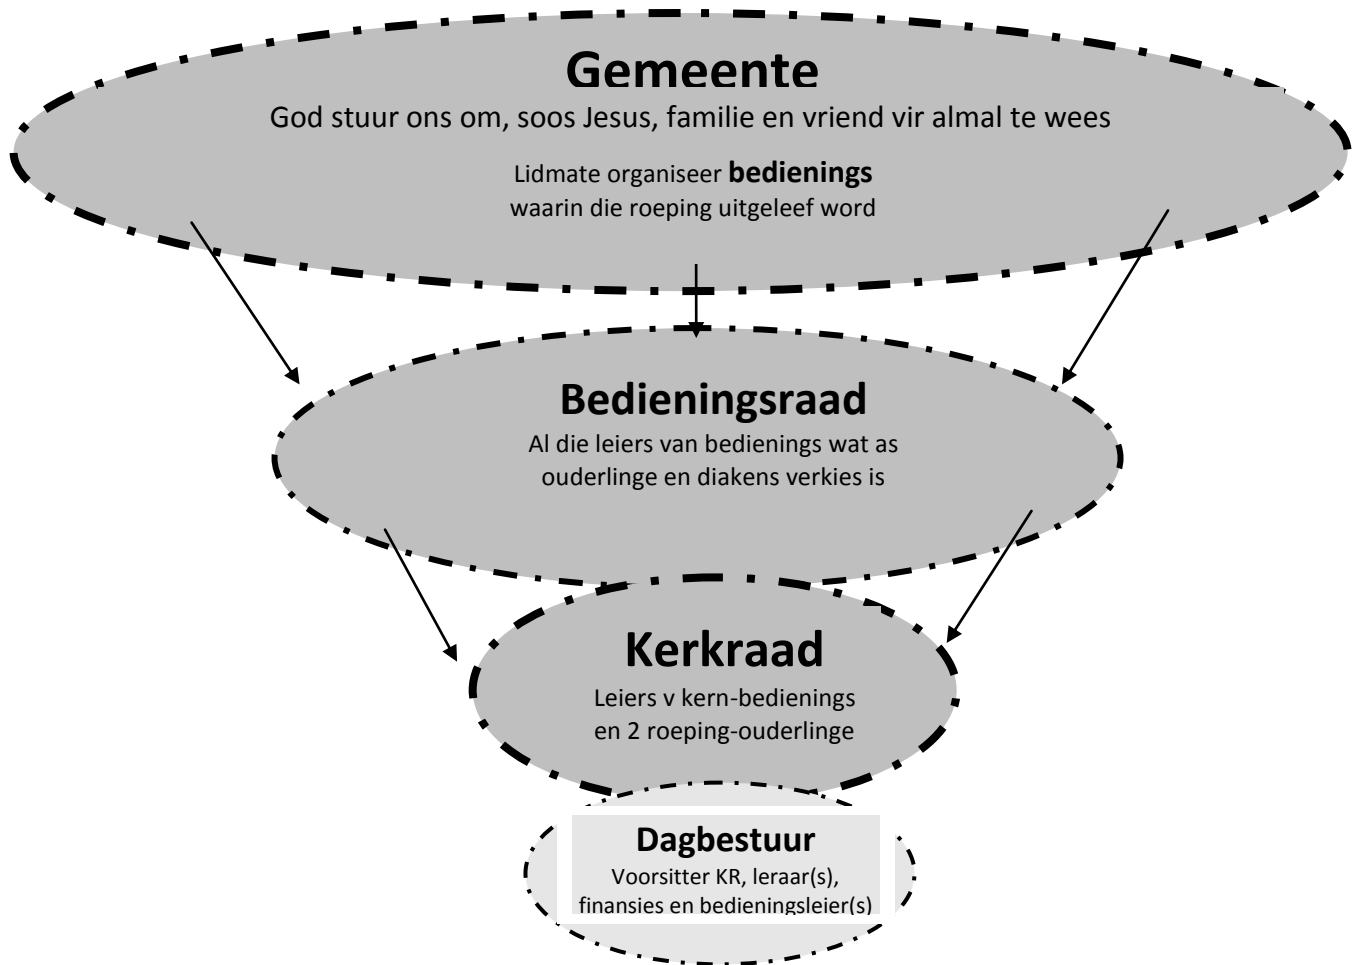 Gemeente
God stuur ons om, soos Jesus, familie en vriend vir almal te wees
Lidmate organiseer bedienings
waarin die roeping uitgeleef word
Bedieningsraad
Al die leiers van bedienings wat as
ouderlinge en diakens verkies is
Kerkraad
Leiers v kern-bedienings
en 2 roeping-ouderlinge
Dagbestuur
Voorsitter KR, leraar(s),
finansies en bedieningsleier(s)